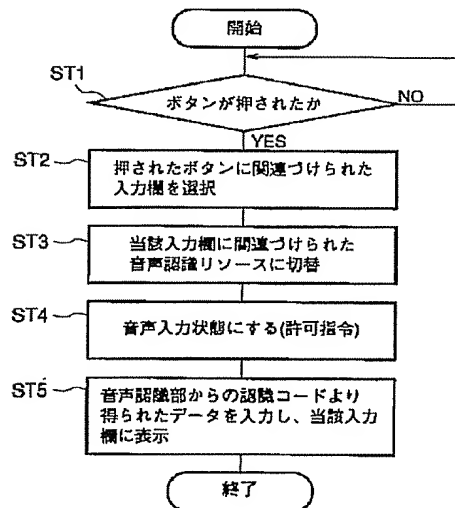 開始
ST1
ボタンが押されたか
NO
YES
ST2
押されたボタンに関連づけられた
入力欄を選択
ST3
当該入力欄に関連づけられた
音声認識リソースに切替
ST4
音声入力状態にする(許可指令)
ST5
音声認識部からの認識コードより
得られたデータを入力し、当該入力
欄に表示
終了